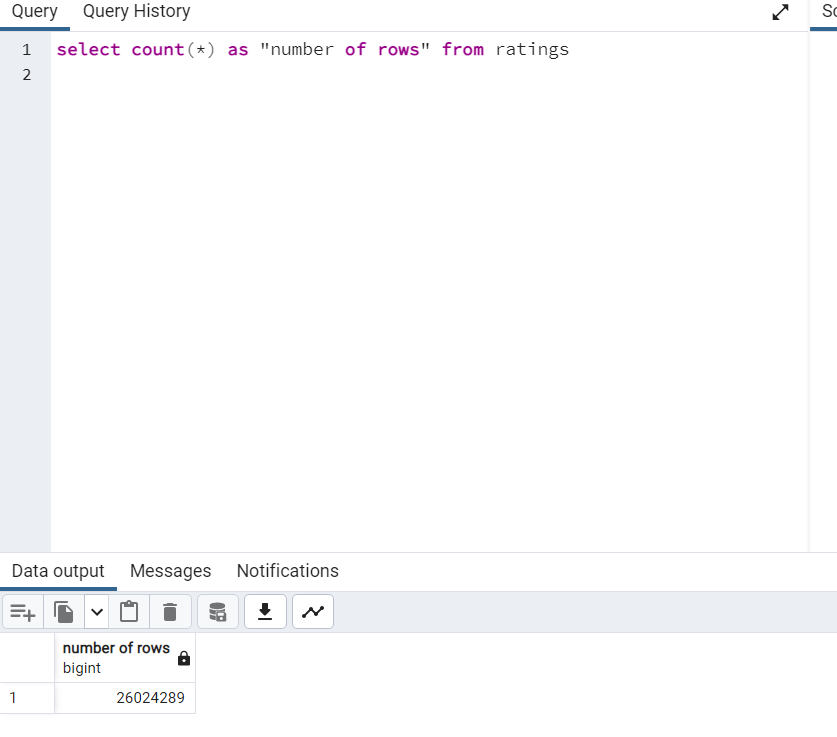 Query Query History
1 select count(*) as "number of rows" from ratings
2
Data output Messages Notifications
number of rows
bigint
1 26024289